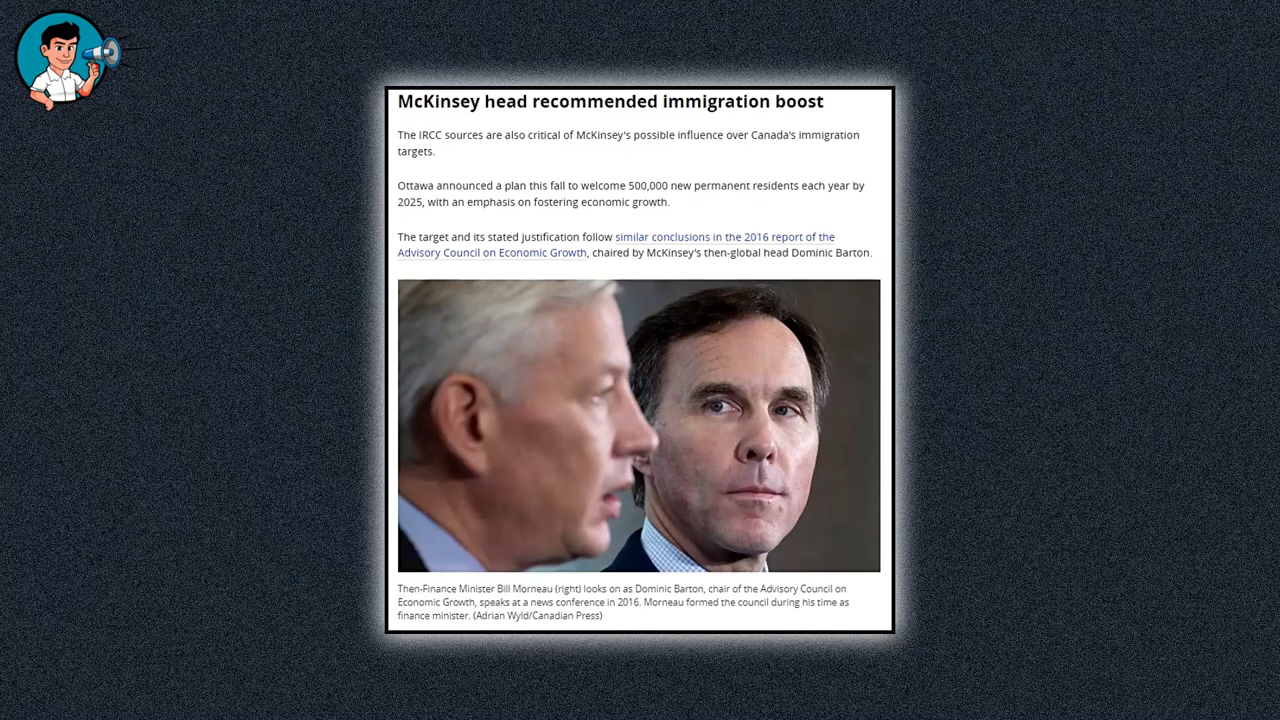 McKinsey head recommended immigration boost
The IRCC sources are also critical of McKinsey's possible influence over Canada's immigration
targets.
Ottawa announced a plan this fall to welcome 500,000 new permanent residents each year by
2025, with an emphasis on fostering economic growth.
The target and its stated justification follow similar conclusions in the 2016 report of the
Advisory Council on Economic Growth, chaired by McKinsey's then-global head Dominic Barton.
Then-Finance Minister Bill Morneau (right) looks on as Dominic Barton, chair of the Advisory Council on
Economic Growth, speaks at a news conference in 2016. Morneau formed the council during his time as
finance minister. (Adrian Wyld/Canadian Press)